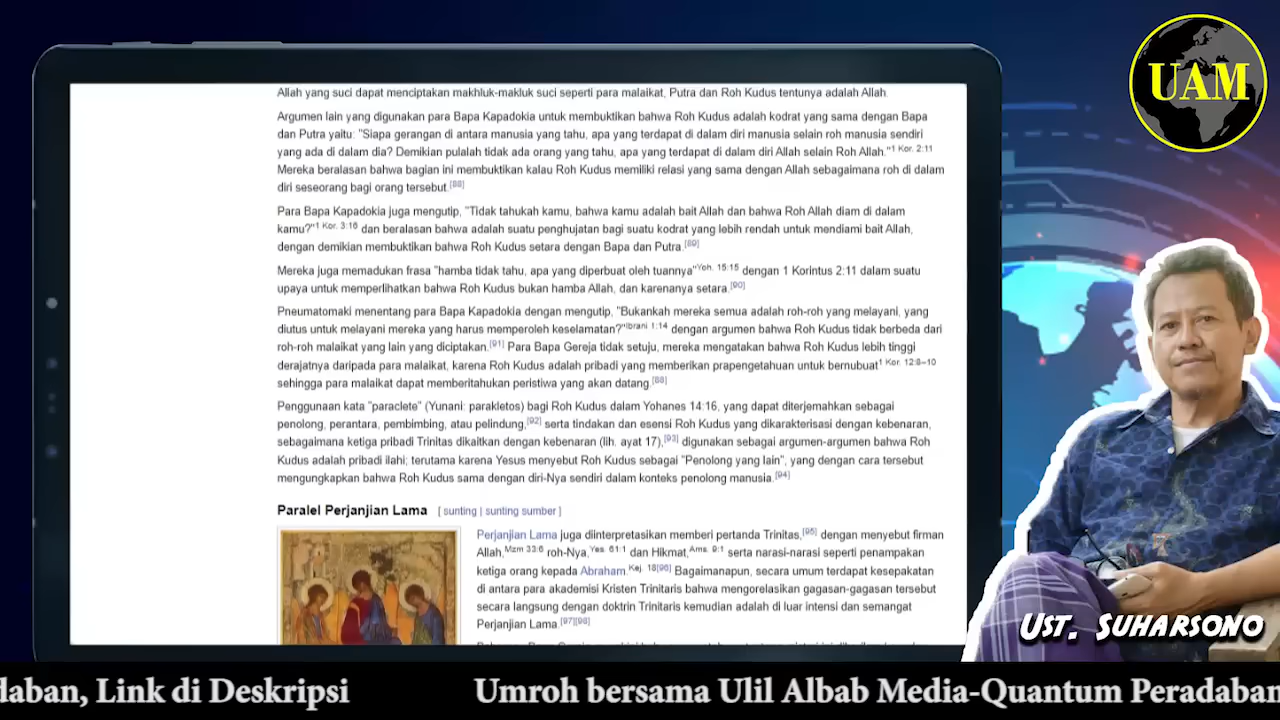 Allah yang suci dapat menciptakan makhluk-makluk suci seperti para malaikat, Putra dan Roh Kudus tentunya adalah Allah.
Argumen lain yang digunakan para Bapa Kapadokia untuk membuktikan bahwa Roh Kudus adalah kodrat yang sama dengan Bapa
dan Putra yaitu: "Siapa gerangan di antara manusia yang tahu, apa yang terdapat di dalam diri manusia selain roh manusia sendiri
yang ada di dalam dia? Demikian pulalah tidak ada orang yang tahu, apa yang terdapat di dalam diri Allah selain Roh Allah."1 Kor. 2:11
Mereka beralasan bahwa bagian ini membuktikan kalau Roh Kudus memiliki relasi yang sama dengan Allah sebagaimana roh di dalam
diri seseorang bagi orang tersebut.[88]
Para Bapa Kapadokia juga mengutip, "Tidak tahukah kamu, bahwa kamu adalah bait Allah dan bahwa Roh Allah diam di dalam
kamu?"1 Kor. 3:16 dan beralasan bahwa adalah suatu penghujatan bagi suatu kodrat yang lebih rendah untuk mendiami bait Allah,
dengan demikian membuktikan bahwa Roh Kudus setara dengan Bapa dan Putra.[89]
Mereka juga memadukan frasa "hamba tidak tahu, apa yang diperbuat oleh tuannya"Yoh. 15:15 dengan 1 Korintus 2:11 dalam suatu
upaya untuk memperlihatkan bahwa Roh Kudus bukan hamba Allah, dan karenanya setara.[90]
Pneumatomaki menentang para Bapa Kapadokia dengan mengutip, "Bukankah mereka semua adalah roh-roh yang melayani, yang
diutus untuk melayani mereka yang harus memperoleh keselamatan?"Ibrani 1:14 dengan argumen bahwa Roh Kudus tidak berbeda dari
roh-roh malaikat yang lain yang diciptakan.[91] Para Bapa Gereja tidak setuju, mereka mengatakan bahwa Roh Kudus lebih tinggi
derajatnya daripada para malaikat, karena Roh Kudus adalah pribadi yang memberikan prapengetahuan untuk bernubuat1 Kor. 12:8–10
sehingga para malaikat dapat memberitahukan peristiwa yang akan datang.[88]
Penggunaan kata "paraclete" (Yunani: parakletos) bagi Roh Kudus dalam Yohanes 14:16, yang dapat diterjemahkan sebagai
penolong, perantara, pembimbing, atau pelindung,[92] serta tindakan dan esensi Roh Kudus yang dikarakterisasi dengan kebenaran,
sebagaimana ketiga pribadi Trinitas dikaitkan dengan kebenaran (lih. ayat 17),[93] digunakan sebagai argumen-argumen bahwa Roh
Kudus adalah pribadi ilahi; terutama karena Yesus menyebut Roh Kudus sebagai "Penolong yang lain", yang dengan cara tersebut
mengungkapkan bahwa Roh Kudus sama dengan diri-Nya sendiri dalam konteks penolong manusia.[94]
Paralel Perjanjian Lama [ sunting | sunting sumber ]
Perjanjian Lama juga diinterpretasikan memberi pertanda Trinitas,[95] dengan menyebut firman
Allah,Mzm 33:6 roh-Nya,Yes. 61:1 dan Hikmat,Ams. 9:1 serta narasi-narasi seperti penampakan
ketiga orang kepada Abraham.Kej. 18[96] Bagaimanapun, secara umum terdapat kesepakatan
di antara para akademisi Kristen Trinitaris bahwa mengorelasikan gagasan-gagasan tersebut
secara langsung dengan doktrin Trinitaris kemudian adalah di luar intensi dan semangat
Perjanjian Lama.[97][98]
UAM
UST. SUHARSONO
daban, Link di Deskripsi
Umroh bersama Ulil Albab Media-Quantum Peradaban